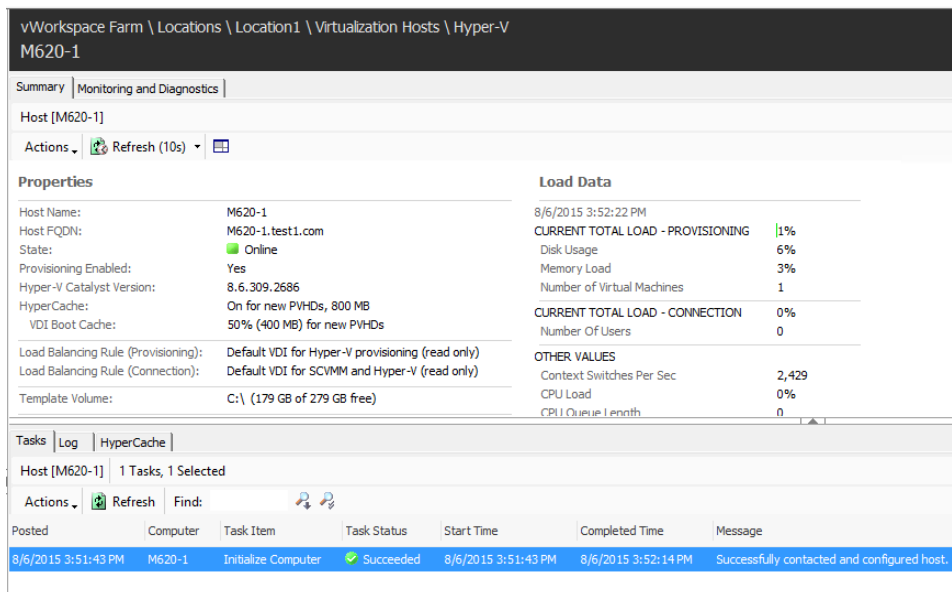 vWorkspace Farm \ Locations \ Location1 \ Virtualization Hosts \ Hyper-V
M620-1
Summary Monitoring and Diagnostics
Host [M620-1]
Actions Refresh (10s)
Properties
Host Name: M620-1
Host FQDN: M620-1.test1.com
State: Online
Provisioning Enabled: Yes
Hyper-V Catalyst Version: 8.6.309.2686
HyperCache: On for new PVHDs, 800 MB
VDI Boot Cache: 50% (400 MB) for new PVHDs
Load Balancing Rule (Provisioning): Default VDI for Hyper-V provisioning (read only)
Load Balancing Rule (Connection): Default VDI for SCVMM and Hyper-V (read only)
Template Volume: C:\ (179 GB of 279 GB free)
Load Data
8/6/2015 3:52:22 PM
CURRENT TOTAL LOAD - PROVISIONING 1%
Disk Usage 6%
Memory Load 3%
Number of Virtual Machines 1
CURRENT TOTAL LOAD - CONNECTION 0%
Number Of Users 0
OTHER VALUES
Context Switches Per Sec 2,429
CPU Load 0%
CPU Queue Length 0
Tasks Log HyperCache
Host [M620-1] 1 Tasks, 1 Selected
Actions Refresh Find:
Posted Computer Task Item Task Status Start Time Completed Time Message
8/6/2015 3:51:43 PM M620-1 Initialize Computer Succeeded 8/6/2015 3:51:43 PM 8/6/2015 3:52:14 PM Successfully contacted and configured host.